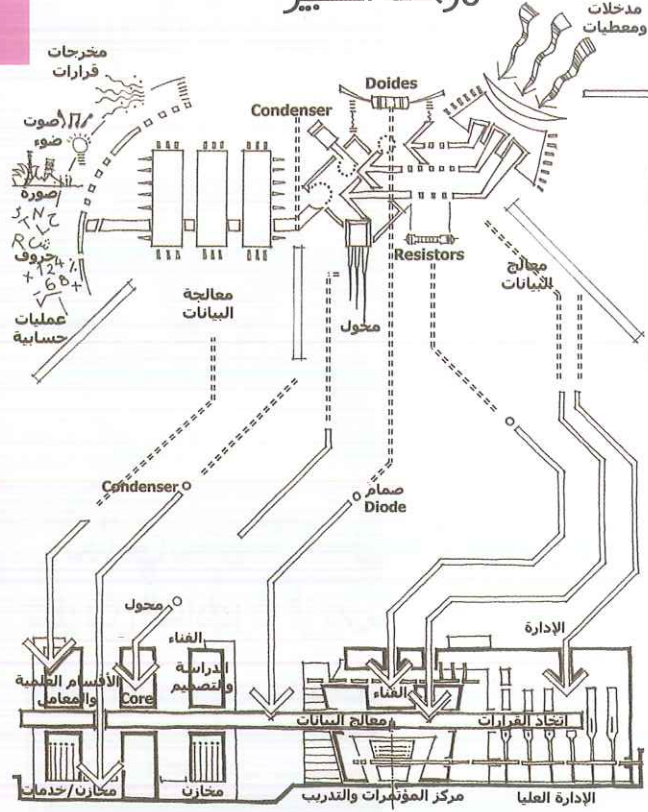 مدخلات
ومعطيات
مخرجات
قرارات
Doides
Condenser
صوت
ضوء
صورة
حروف
عمليات
حسابية
Resistors
معالج
البيانات
معالجة
البيانات
محول
Condenser
صمام
Diode
محول
الفناء
الإدارة
الدراسة
والتصميم
الأقسام العلمية
والمعامل
Core
الفناء
معالج البيانات
اتخاذ القرارات
مخازن/خدمات
مخازن
مركز المؤتمرات والتدريب
الإدارة العليا